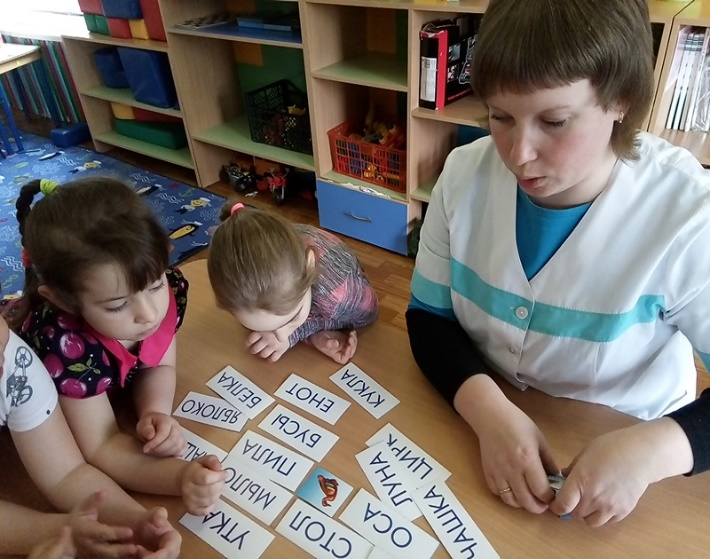 КУКЛА
ЕНОТ
БЕЛКА
ЯБЛОКО
БУСЫ
ПИЛА
МЫЛО
УТКА
СТОЛ
ОСА
ЛУНА
ЦИРК
ЧАШКА